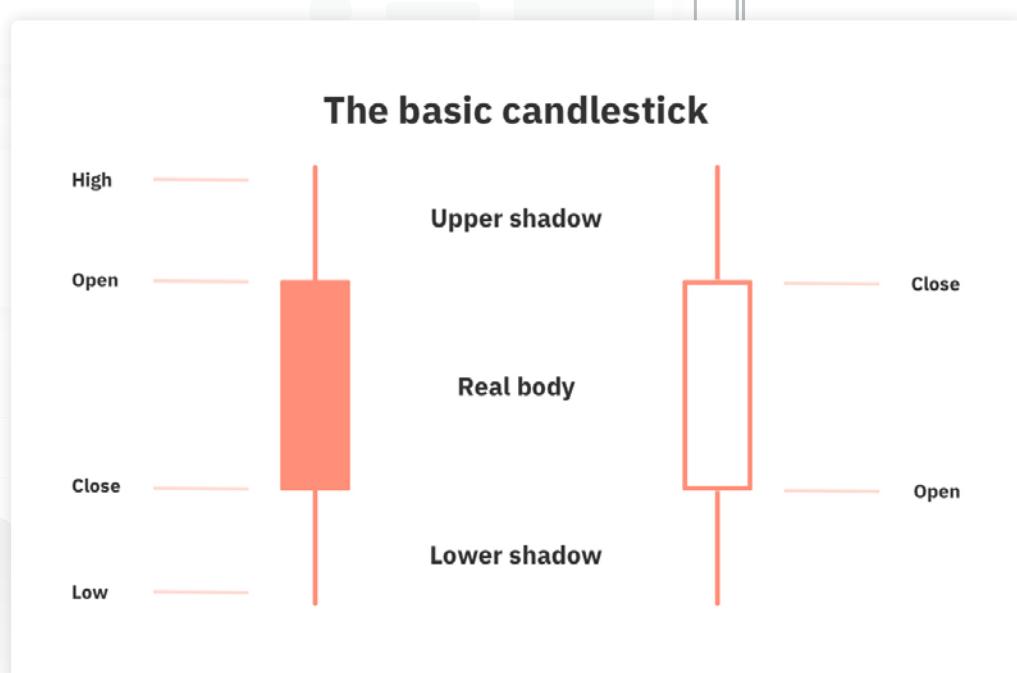 The basic candlestick
High
Upper shadow
Open
Close
Real body
Close
Open
Lower shadow
Low